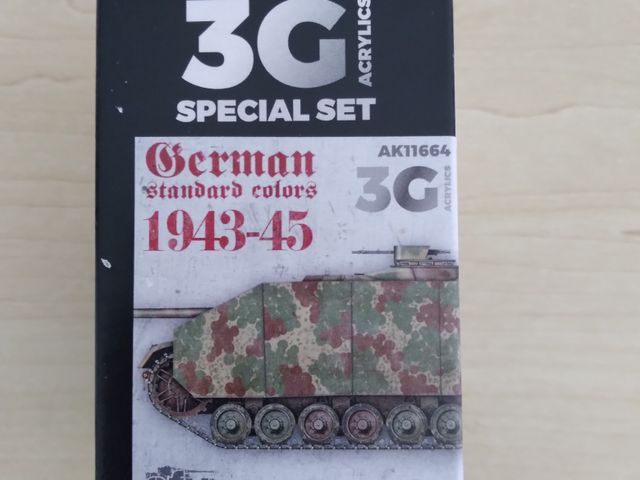 3G
ACRYLICS
SPECIAL SET
German
standard colors
1943-45
AK11664
3G
ACRYLICS